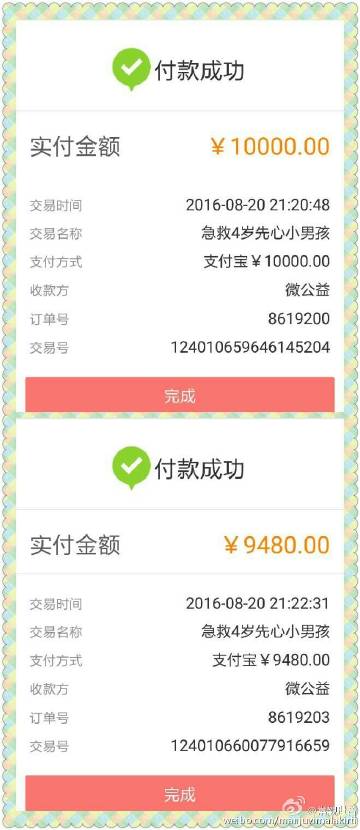 付款成功
实付金额 ￥10000.00
交易时间 2016-08-20 21:20:48
交易名称 急救4岁先心小男孩
支付方式 支付宝￥10000.00
收款方 微公益
订单号 8619200
交易号 124010659646145204
完成
付款成功
实付金额 ￥9480.00
交易时间 2016-08-20 21:22:31
交易名称 急救4岁先心小男孩
支付方式 支付宝￥9480.00
收款方 微公益
订单号 8619203
交易号 124010660077916659
完成